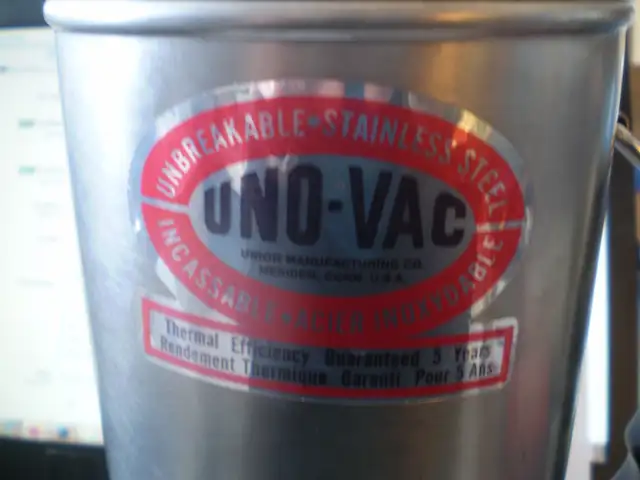 UNBREAKABLE • STAINLESS STEEL
UNO-VAC
UNION MANUFACTURING CO.
MERIDEN, CONN. U.S.A.
INCASSABLE • ACIER INOXYDABLE
Thermal Efficiency Guaranteed 5 Years
Rendement Thermique Garanti Pour 5 Ans